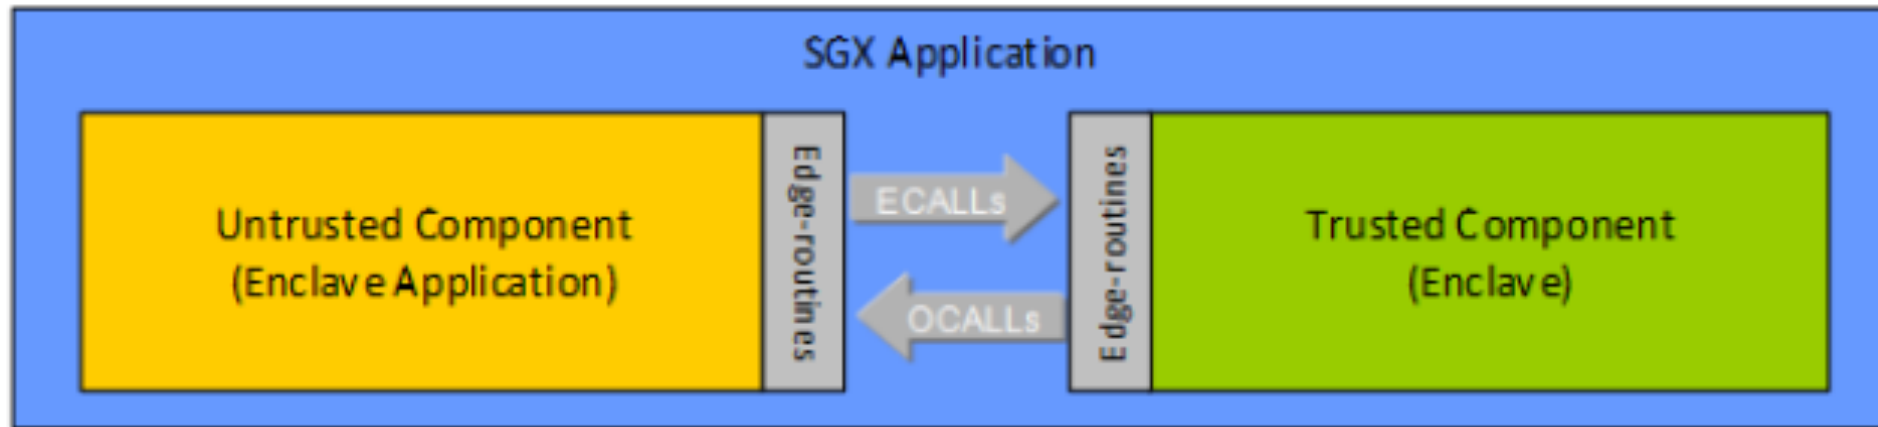 SGX Application
Untrusted Component
(Enclave Application)
Edge-routines
ECALLs
OCALLs
Edge-routines
Trusted Component
(Enclave)